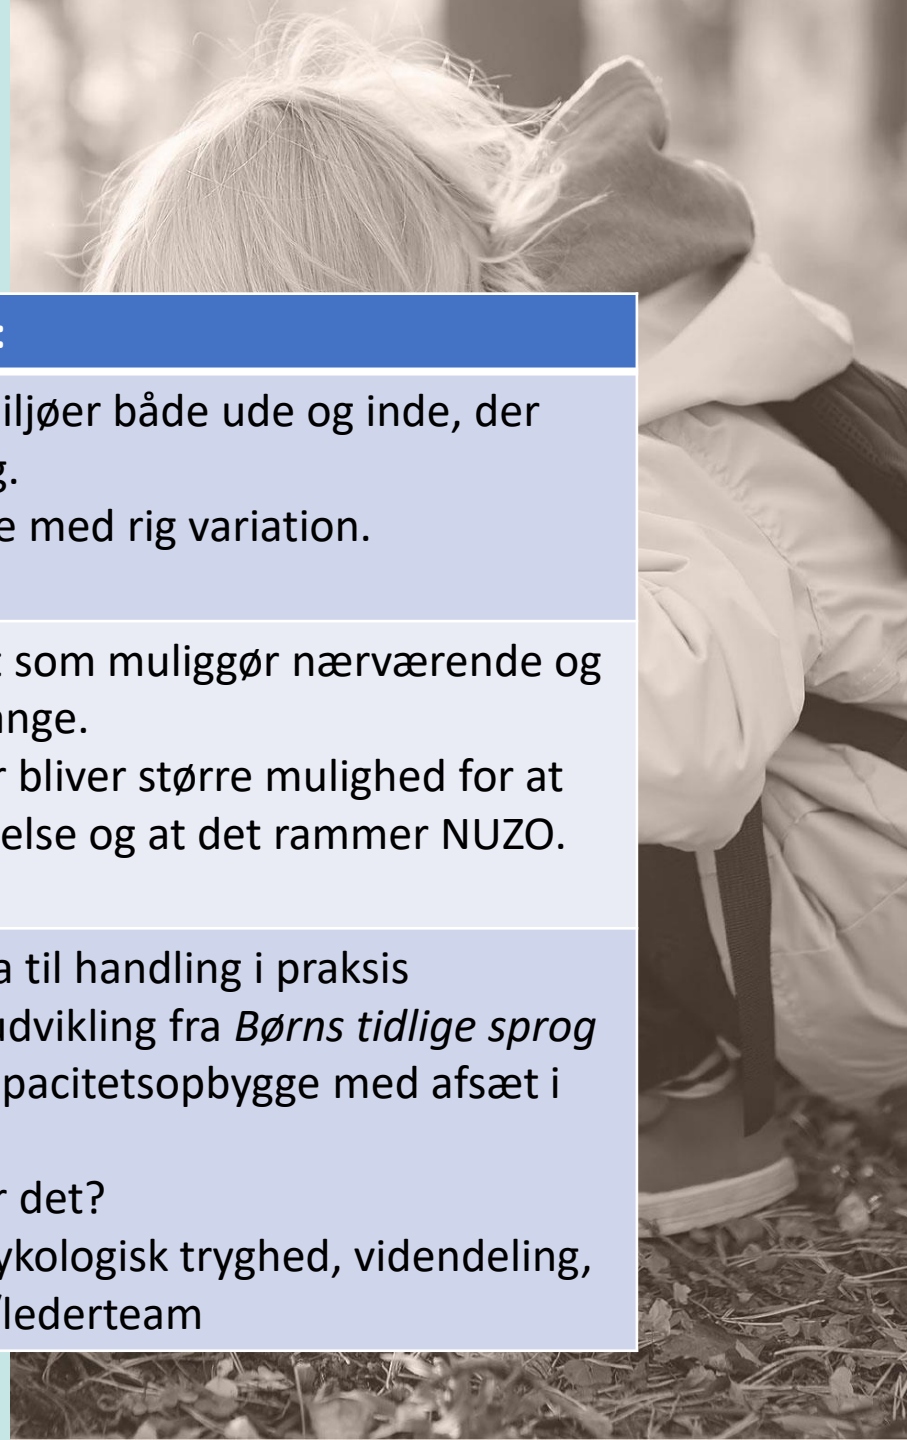 :
iljøer både ude og inde, der
g.
e med rig variation.
t som muliggør nærværende og
ange.
r bliver større mulighed for at
else og at det rammer NUZO.
a til handling i praksis
udvikling fra Børns tidlige sprog
pacitetsopbygge med afsæt i
r det?
ykologisk tryghed, videndeling,
/lederteam